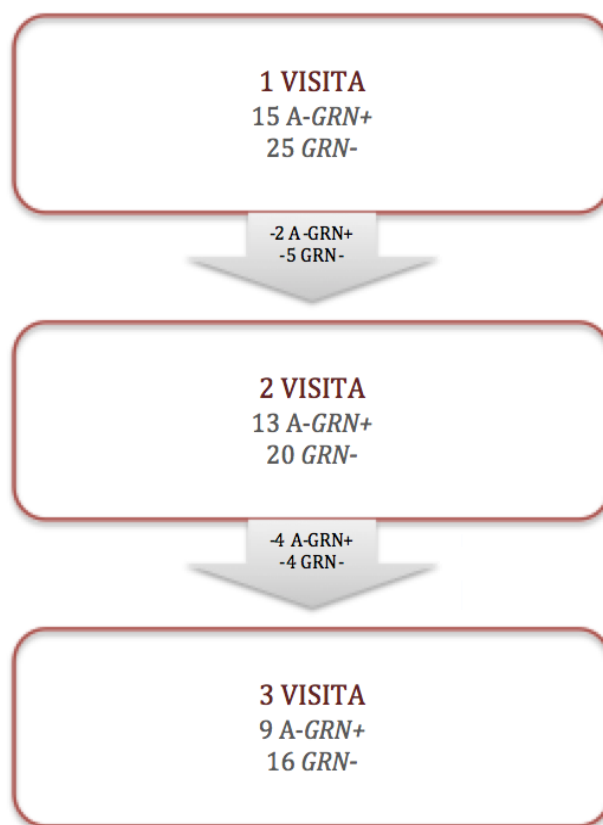 1 VISITA
15 A-GRN+
25 GRN-
-2 A-GRN+
-5 GRN-
2 VISITA
13 A-GRN+
20 GRN-
-4 A-GRN+
-4 GRN-
3 VISITA
9 A-GRN+
16 GRN-